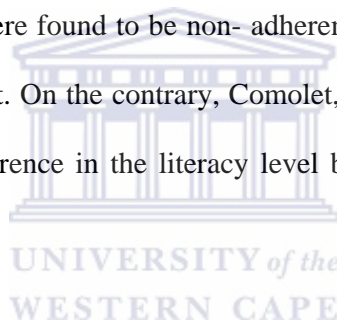 ere found to be non- adheren
t. On the contrary, Comolet,
erence in the literacy level b
UNIVERSITY of the
WESTERN CAPE